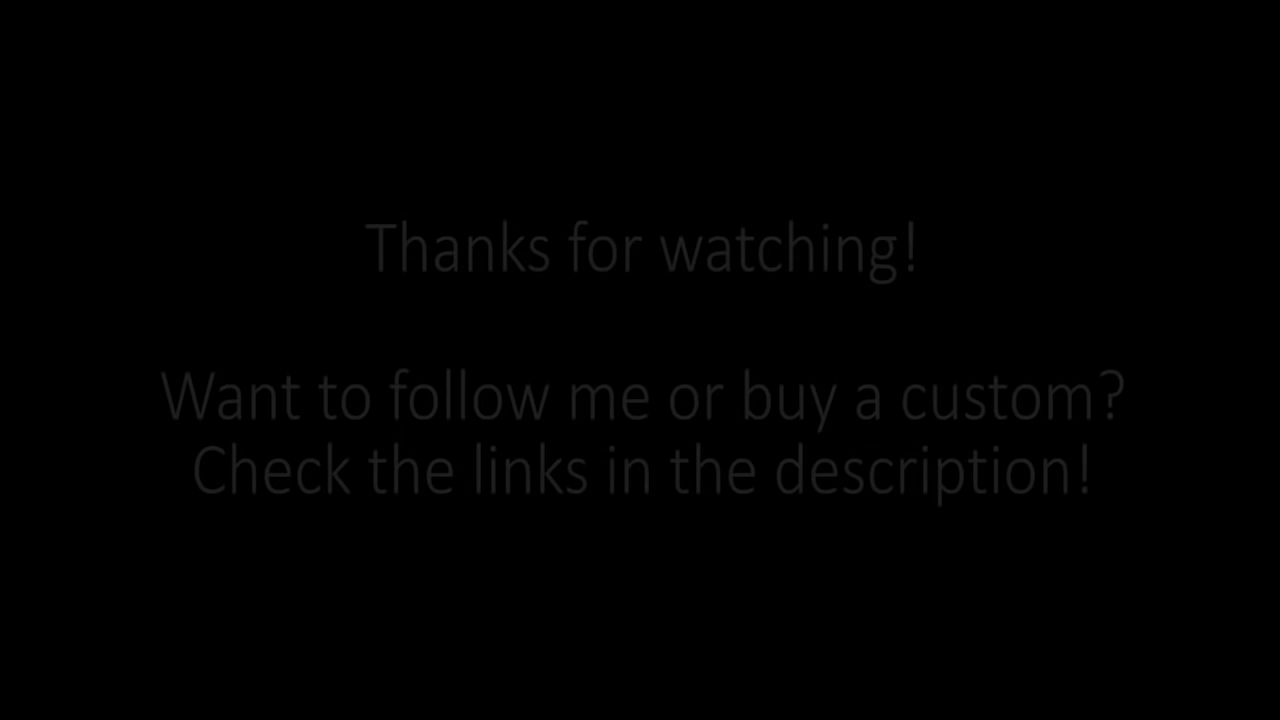 Thanks for watching!
Want to follow me or buy a custom?
Check the links in the description!